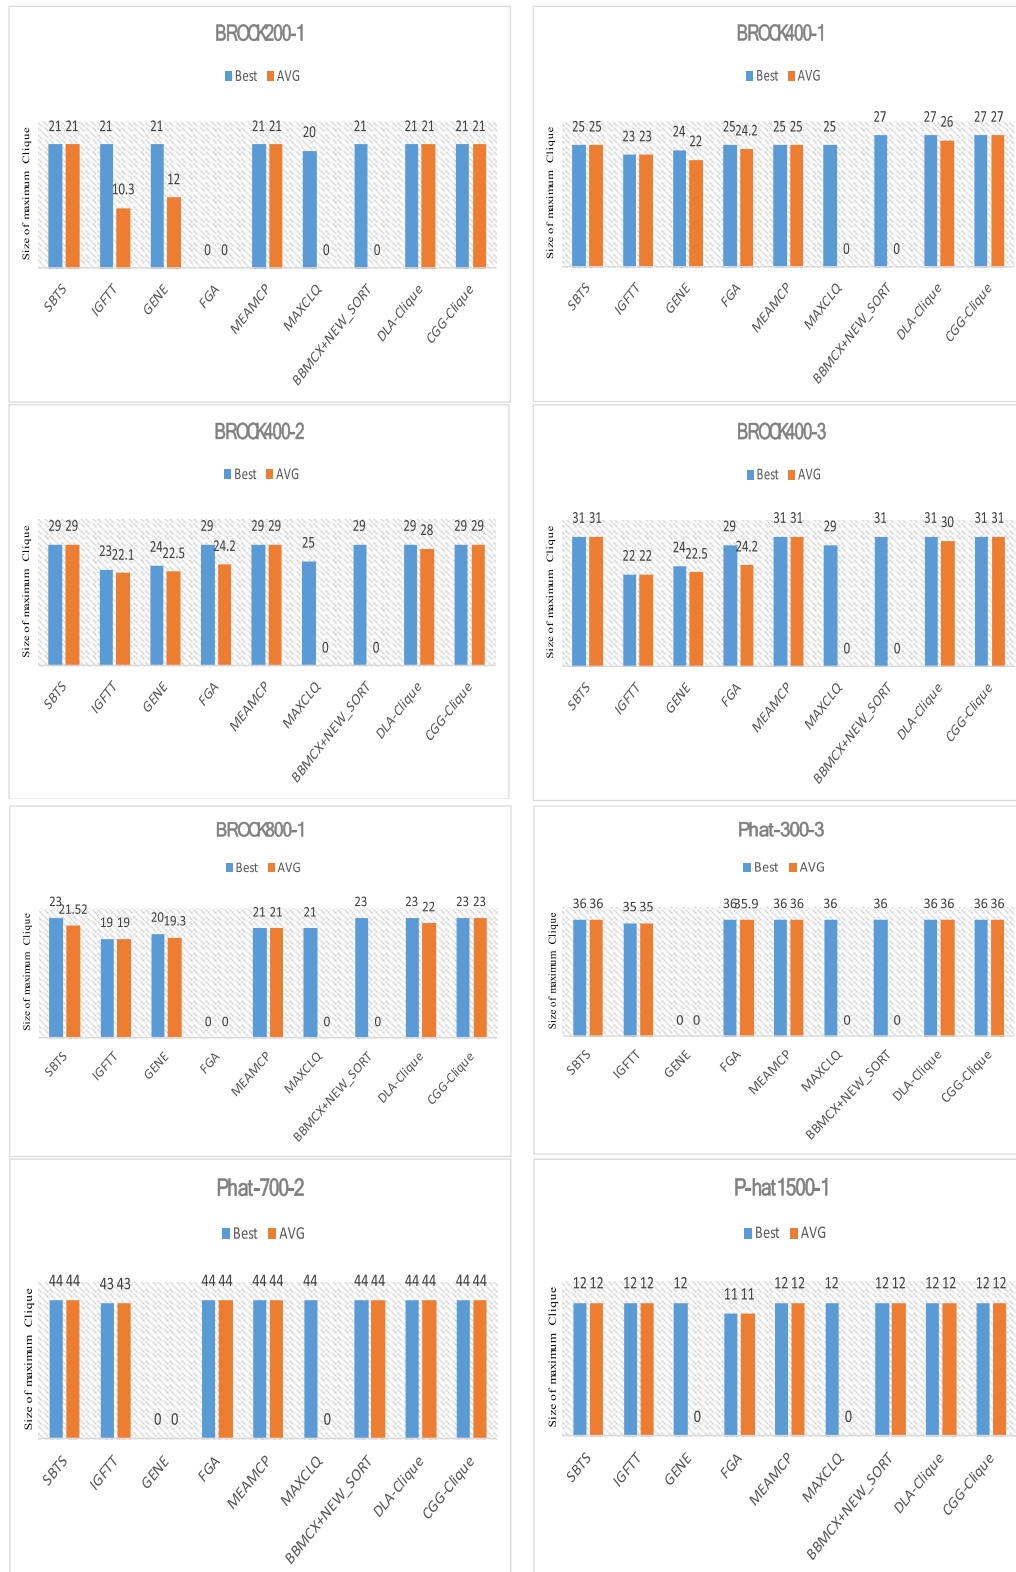 BROCK200-1
Best AVG
Size of maximum Clique
21 21 21 10.3 21 12 0 0 21 21 20 0 21 0 21 21 21 21
SBTS IGFTT GENE FGA MEAMCP MAXCLQ BBMCX+NEW_SORT DLA-Clique CGG-Clique
BROCK400-1
Best AVG
Size of maximum Clique
25 25 23 23 24 22 25 24.2 25 25 25 0 27 0 27 26 27 27
SBTS IGFTT GENE FGA MEAMCP MAXCLQ BBMCX+NEW_SORT DLA-Clique CGG-Clique
BROCK400-2
Best AVG
Size of maximum Clique
29 29 23 22.1 24 22.5 29 24.2 29 29 25 0 29 0 29 28 29 29
SBTS IGFTT GENE FGA MEAMCP MAXCLQ BBMCX+NEW_SORT DLA-Clique CGG-Clique
BROCK400-3
Best AVG
Size of maximum Clique
31 31 22 22 24 22.5 29 24.2 31 31 29 0 31 0 31 30 31 31
SBTS IGFTT GENE FGA MEAMCP MAXCLQ BBMCX+NEW_SORT DLA-Clique CGG-Clique
BROCK800-1
Best AVG
Size of maximum Clique
23 21.52 19 19 20 19.3 0 0 21 21 21 0 23 0 23 22 23 23
SBTS IGFTT GENE FGA MEAMCP MAXCLQ BBMCX+NEW_SORT DLA-Clique CGG-Clique
Phat-300-3
Best AVG
Size of maximum Clique
36 36 35 35 0 0 36 35.9 36 36 36 0 36 0 36 36 36 36
SBTS IGFTT GENE FGA MEAMCP MAXCLQ BBMCX+NEW_SORT DLA-Clique CGG-Clique
Phat-700-2
Best AVG
Size of maximum Clique
44 44 43 43 0 0 44 44 44 44 44 0 44 44 44 44 44 44
SBTS IGFTT GENE FGA MEAMCP MAXCLQ BBMCX+NEW_SORT DLA-Clique CGG-Clique
P-hat1500-1
Best AVG
Size of maximum Clique
12 12 12 12 12 0 11 11 12 12 12 0 12 12 12 12 12 12
SBTS IGFTT GENE FGA MEAMCP MAXCLQ BBMCX+NEW_SORT DLA-Clique CGG-Clique